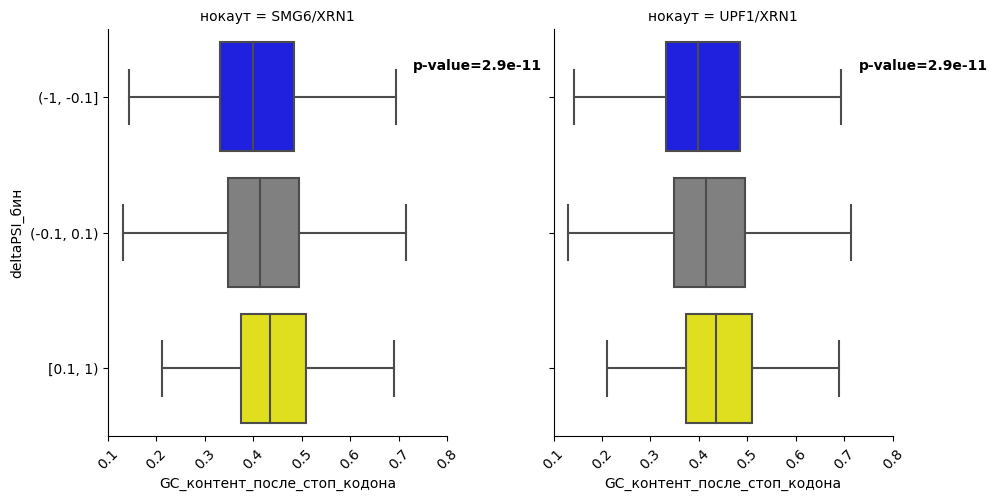 нокаут = SMG6/XRN1
нокаут = UPF1/XRN1
p-value=2.9e-11
p-value=2.9e-11
deltaPSI_бин
(-1, -0.1]
(-0.1, 0.1)
[0.1, 1)
0.1 0.2 0.3 0.4 0.5 0.6 0.7 0.8
0.1 0.2 0.3 0.4 0.5 0.6 0.7 0.8
GC_контент_после_стоп_кодона
GC_контент_после_стоп_кодона